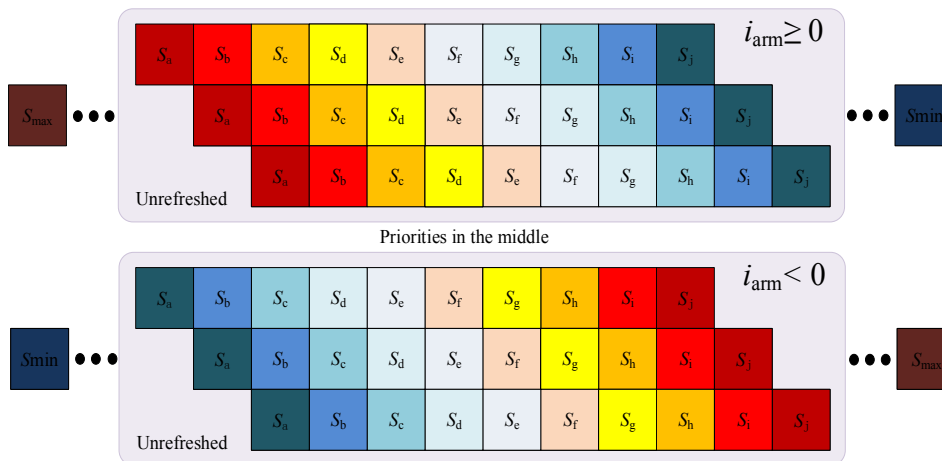 S_a S_b S_c S_d S_e S_f S_g S_h S_i S_j i_arm ≥ 0
S_max ••• S_a S_b S_c S_d S_e S_f S_g S_h S_i S_j ••• Smin
Unrefreshed S_a S_b S_c S_d S_e S_f S_g S_h S_i S_j
Priorities in the middle
S_a S_b S_c S_d S_e S_f S_g S_h S_i S_j i_arm < 0
Smin ••• S_a S_b S_c S_d S_e S_f S_g S_h S_i S_j ••• S_max
Unrefreshed S_a S_b S_c S_d S_e S_f S_g S_h S_i S_j